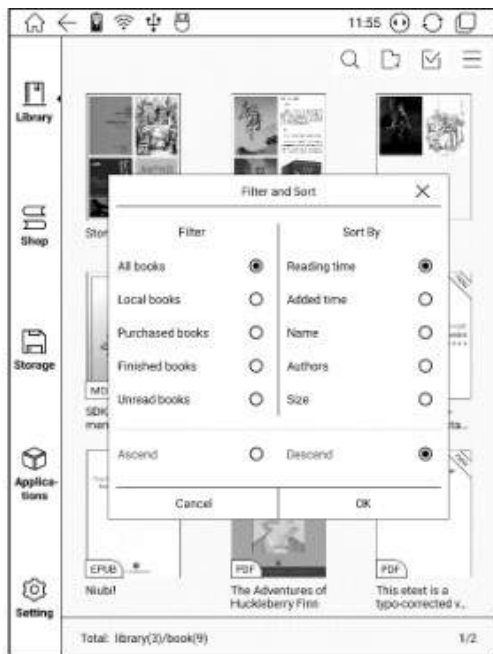 11:55
Library
Shop
Storage
Applica-
tions
Setting
Filter and Sort
Filter
Sort By
All books
Reading time
Local books
Added time
Purchased books
Name
Finished books
Authors
Unread books
Size
Ascend
Descend
Cancel
OK
EPUB
PDF
PDF
Niubi!
The Adventures of
Huckleberry Finn
This etext is a
typo-corrected v...
Total: library(3)/book(9)
1/2